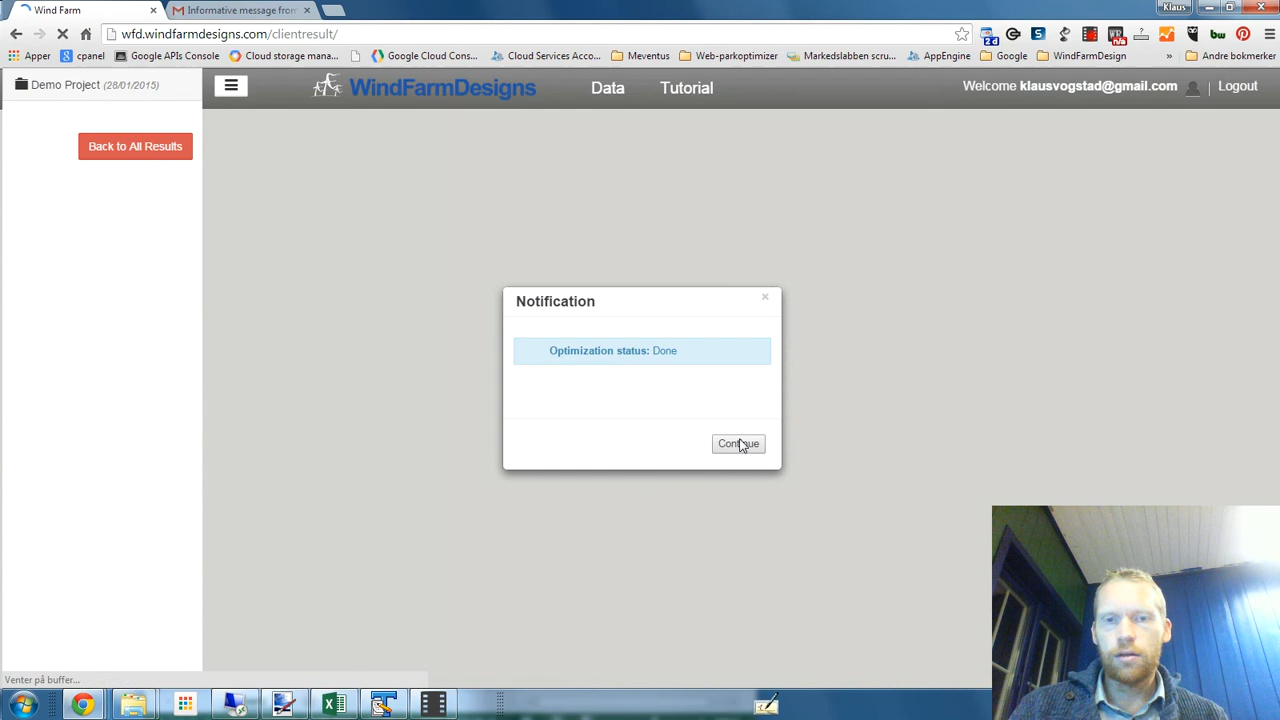 Wind Farm
Informative message from
Klaus
wfd.windfarmdesigns.com/clientresult/
Apper
cpanel
Google APIs Console
Cloud storage mana...
Google Cloud Cons...
Cloud Services Acco...
Meventus
Web-parkoptimizer
Markedslabben scru...
AppEngine
Google
WindFarmDesign
»
Andre bokmerker
2 d
n/a
bw
Demo Project (28/01/2015)
WindFarmDesigns
Data
Tutorial
Welcome klausvogstad@gmail.com
| Logout
Back to All Results
Notification
×
Optimization status: Done
Continue
Venter på buffer...